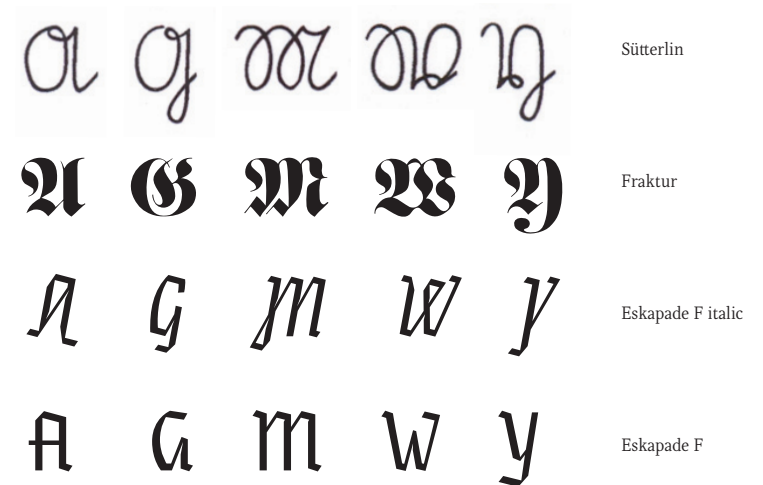 A G M W Y Sütterlin
A G M W Y Fraktur
A G M W Y Eskapade F italic
A G M W Y Eskapade F